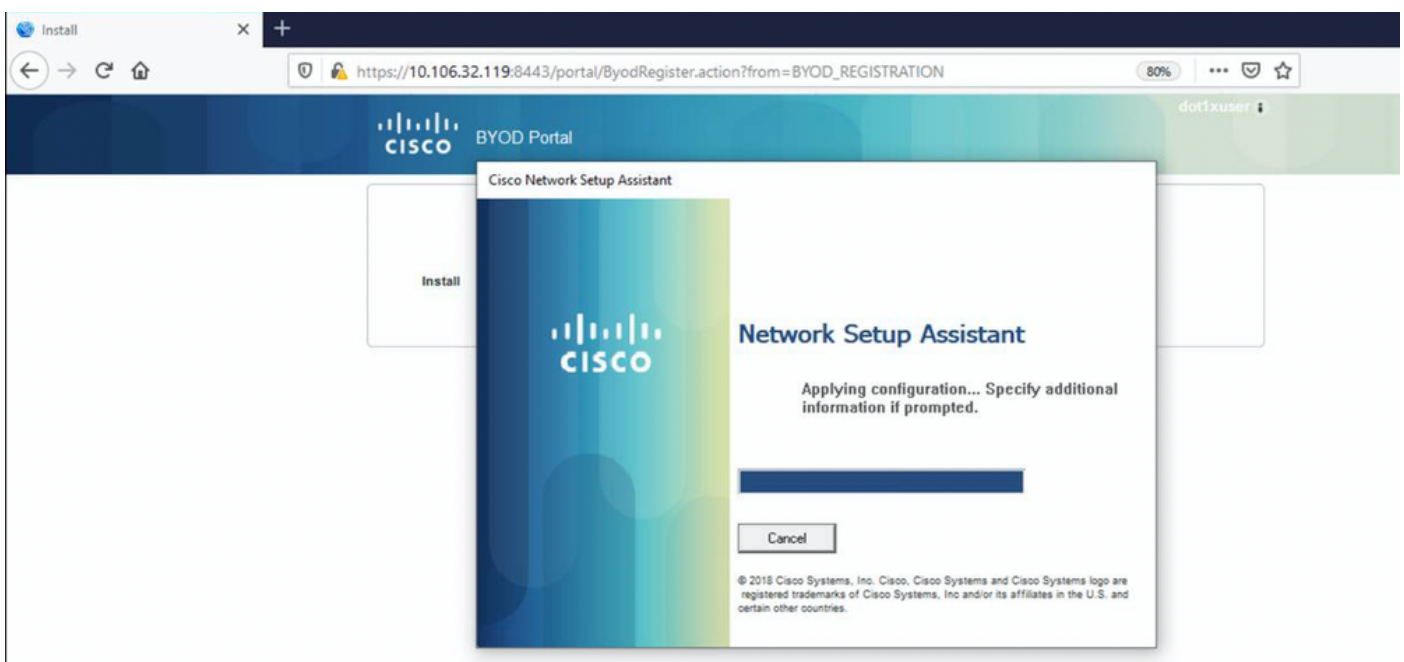 Install
https://10.106.32.119:8443/portal/ByodRegister.action?from=BYOD_REGISTRATION
80%
dot1xuser
CISCO
BYOD Portal
Cisco Network Setup Assistant
Install
CISCO
Network Setup Assistant
Applying configuration... Specify additional
information if prompted.
Cancel
© 2018 Cisco Systems, Inc. Cisco, Cisco Systems and Cisco Systems logo are
registered trademarks of Cisco Systems, Inc and/or its affiliates in the U.S. and
certain other countries.